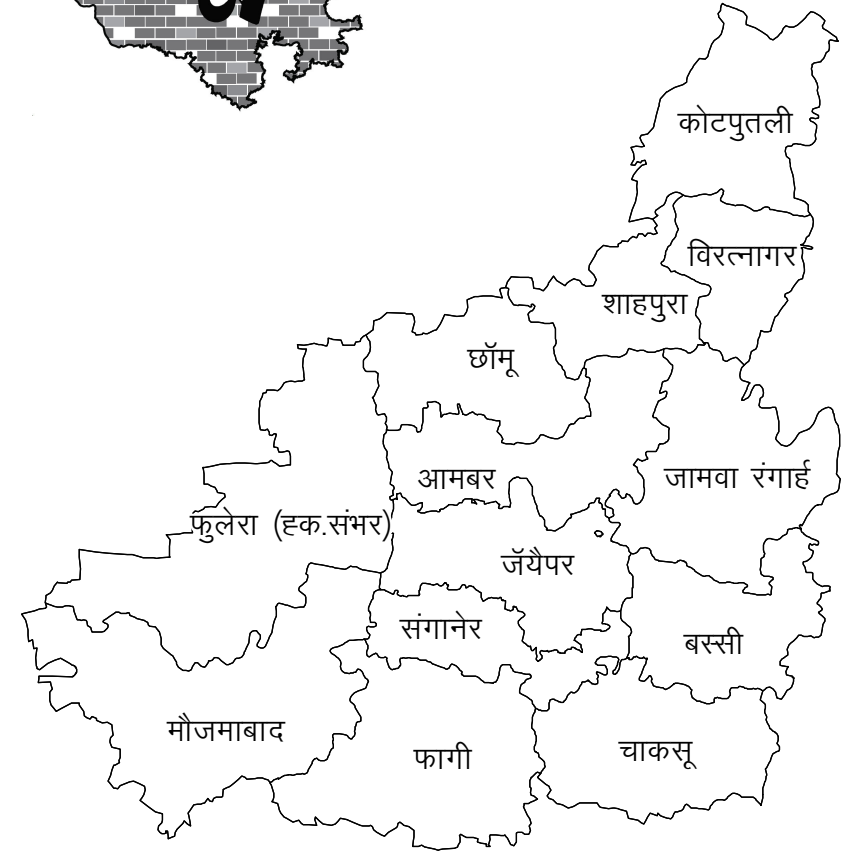 कोटपुतली
विरत्नागर
शाहपुरा
छॉमू
आमबर
जामवा रंगार्ह
फुलेरा (ह्क.संभर)
जॅयैपर
संगानेर
बस्सी
मौजमाबाद
फागी
चाकसू